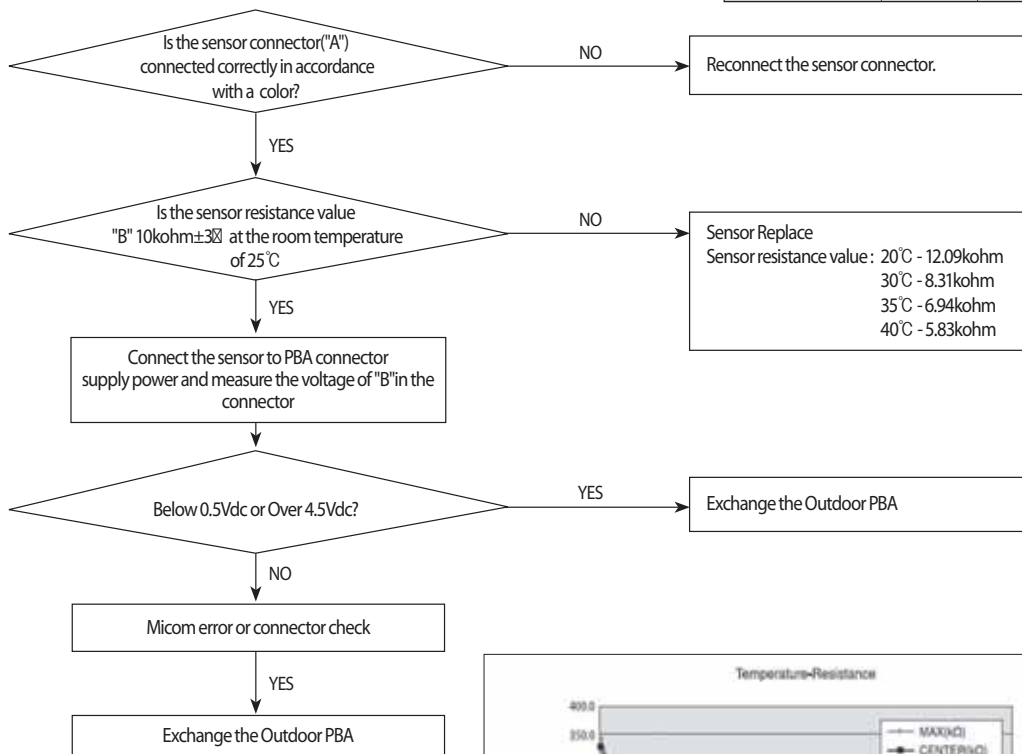 Is the sensor connector("A")
connected correctly in accordance
with a color?
NO
Reconnect the sensor connector.
YES
Is the sensor resistance value
"B" 10kohm±3 at the room temperature
of 25℃
NO
Sensor Replace
Sensor resistance value : 20℃ - 12.09kohm
30℃ - 8.31kohm
35℃ - 6.94kohm
40℃ - 5.83kohm
YES
Connect the sensor to PBA connector
supply power and measure the voltage of "B"in the
connector
Below 0.5Vdc or Over 4.5Vdc?
YES
Exchange the Outdoor PBA
NO
Micom error or connector check
YES
Exchange the Outdoor PBA
Temperature-Resistance
400.0
350.0
MAX(kΩ)
CENTER(kΩ)